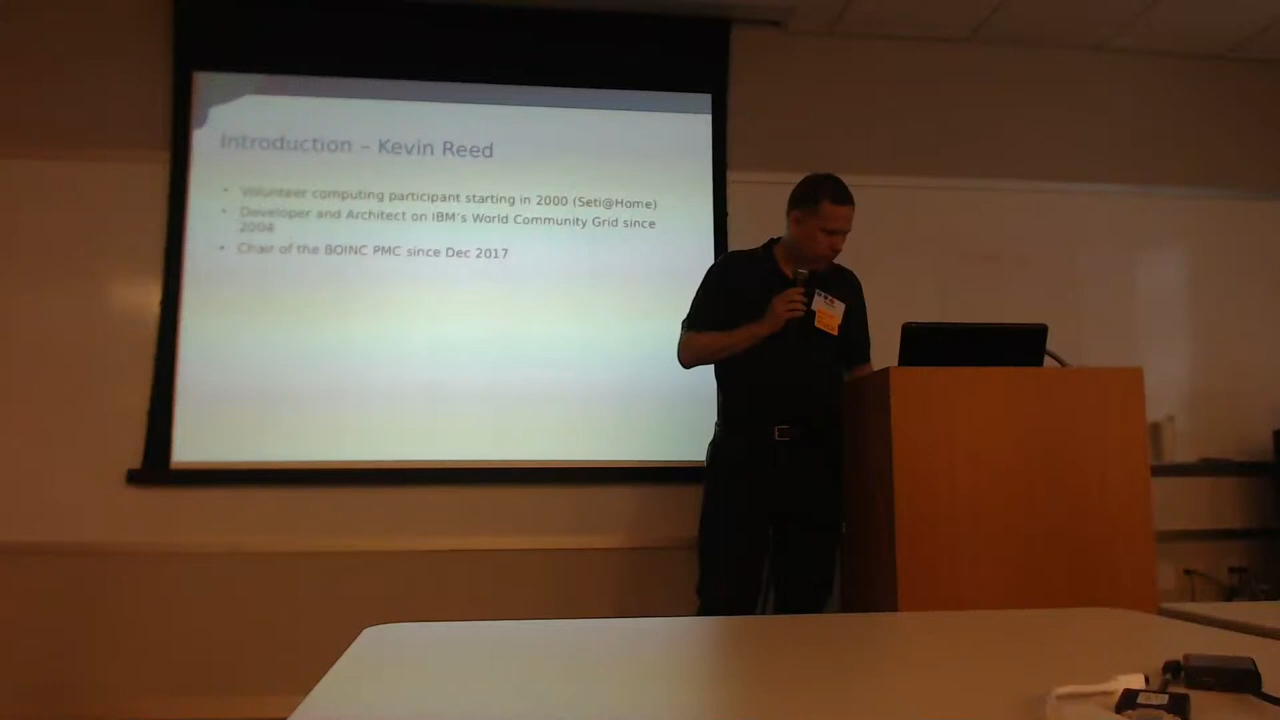 Introduction – Kevin Reed
• Volunteer computing participant starting in 2000 (Seti@Home)
• Developer and Architect on IBM's World Community Grid since
2004
• Chair of the BOINC PMC since Dec 2017